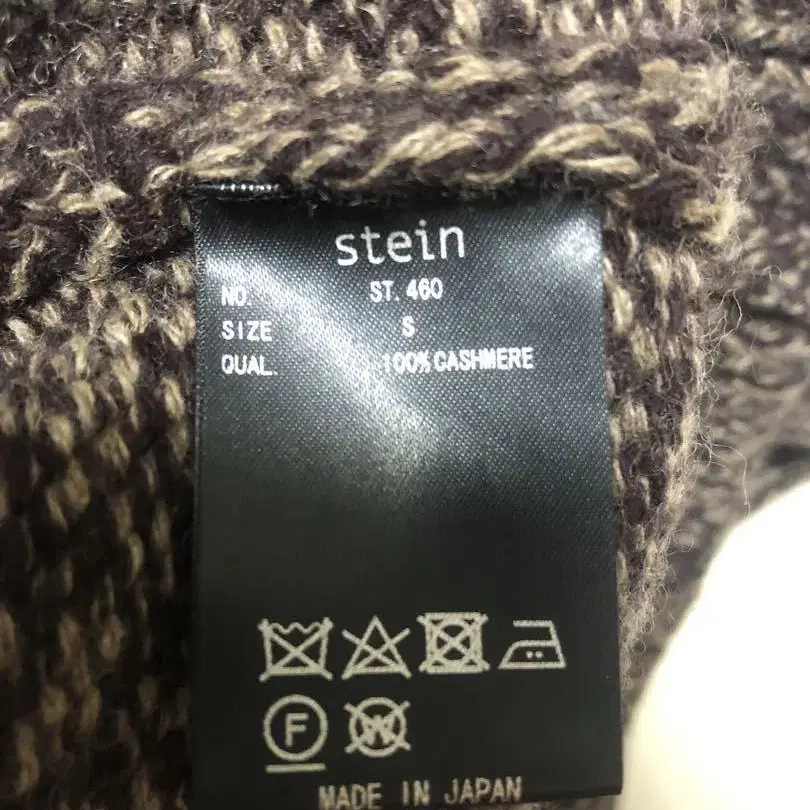 stein
NO. ST. 460
SIZE S
QUAL. 100% CASHMERE
F W
MADE IN JAPAN